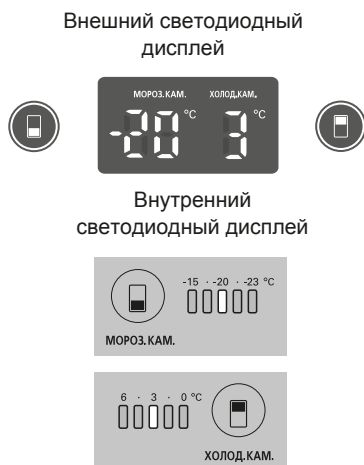 Внешний светодиодный
дисплей
МОРОЗ.КАМ. ХОЛОД.КАМ.
-20 °C 3 °C
Внутренний
светодиодный дисплей
-15 · -20 · -23 °C
МОРОЗ.КАМ.
6 · 3 · 0 °C
ХОЛОД.КАМ.